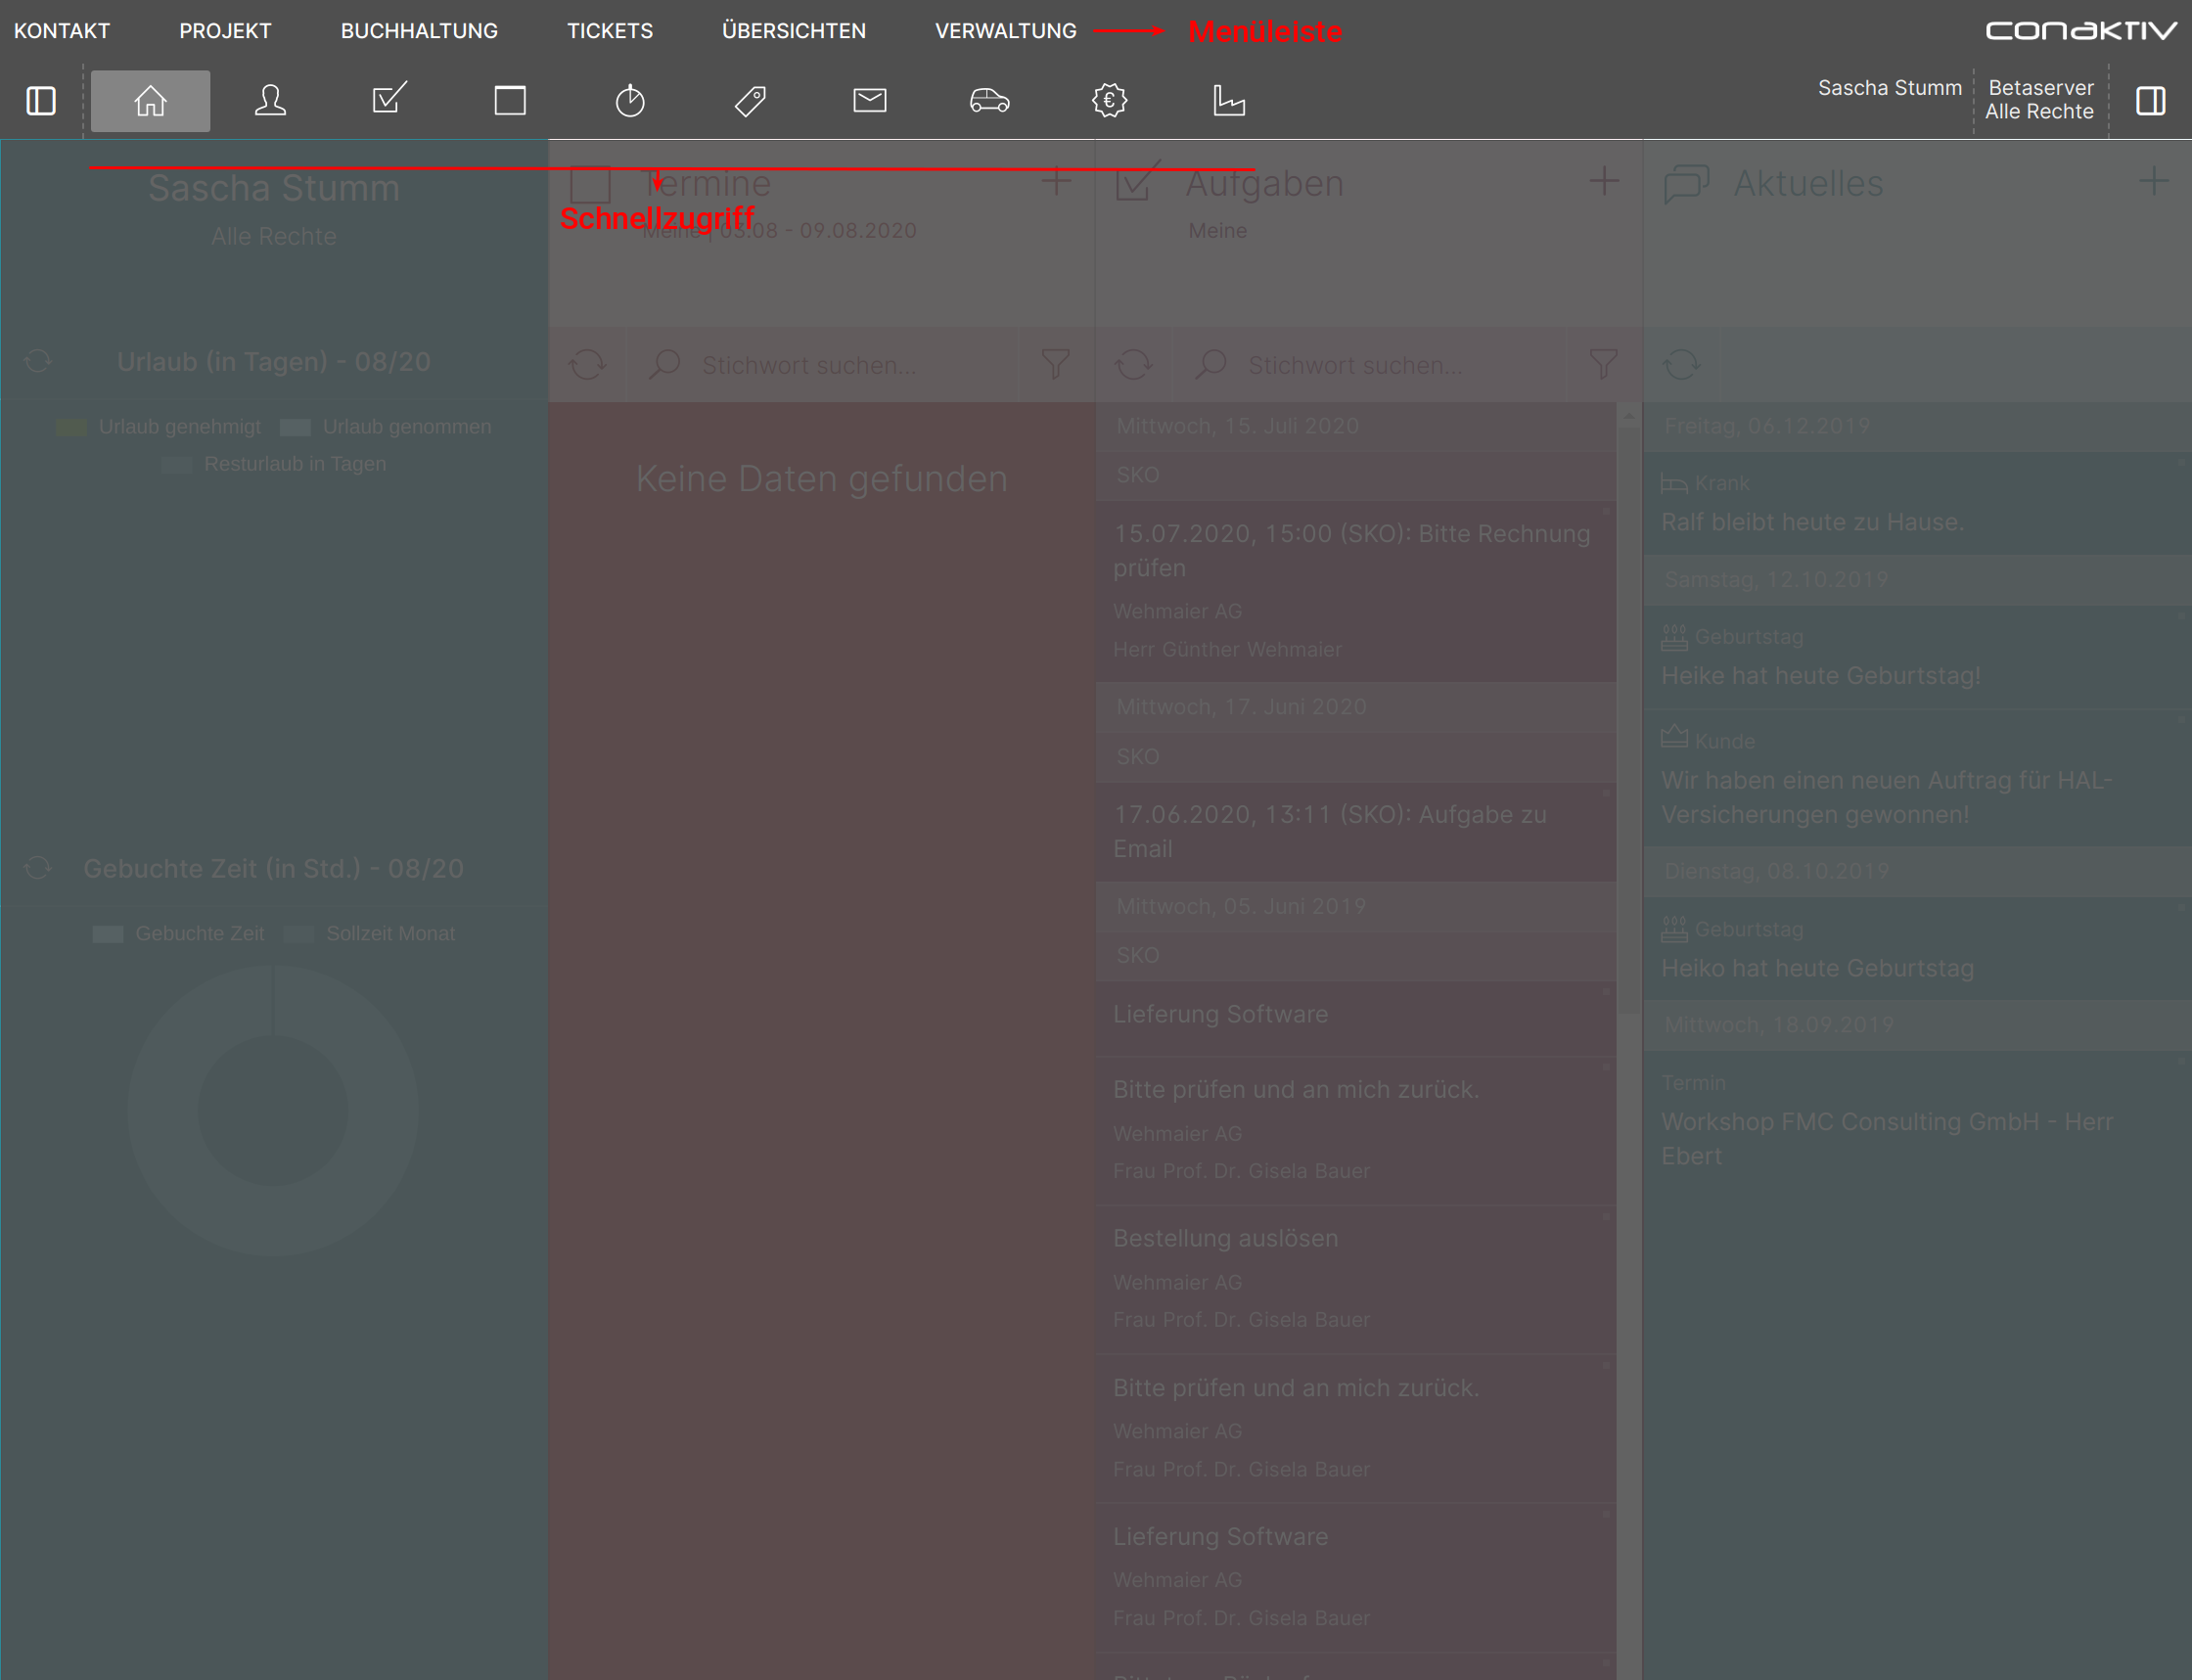 KONTAKT PROJEKT BUCHHALTUNG TICKETS ÜBERSICHTEN VERWALTUNG Menüleiste conaktiv
Sascha Stumm Betaserver
Alle Rechte
Sascha Stumm
Alle Rechte
Urlaub (in Tagen) - 08/20
Urlaub genehmigt Urlaub genommen
Resturlaub in Tagen
Gebuchte Zeit (in Std.) - 08/20
Gebuchte Zeit Sollzeit Monat
Termine
Schnellzugriff
Meine | 03.08 - 09.08.2020
Stichwort suchen...
Keine Daten gefunden
Aufgaben
Meine
Stichwort suchen...
Mittwoch, 15. Juli 2020
SKO
15.07.2020, 15:00 (SKO): Bitte Rechnung
prüfen
Wehmaier AG
Herr Günther Wehmaier
Mittwoch, 17. Juni 2020
SKO
17.06.2020, 13:11 (SKO): Aufgabe zu
Email
Mittwoch, 05. Juni 2019
SKO
Lieferung Software
Bitte prüfen und an mich zurück.
Wehmaier AG
Frau Prof. Dr. Gisela Bauer
Bestellung auslösen
Wehmaier AG
Frau Prof. Dr. Gisela Bauer
Bitte prüfen und an mich zurück.
Wehmaier AG
Frau Prof. Dr. Gisela Bauer
Lieferung Software
Wehmaier AG
Frau Prof. Dr. Gisela Bauer
Aktuelles
Freitag, 06.12.2019
Krank
Ralf bleibt heute zu Hause.
Samstag, 12.10.2019
Geburtstag
Heike hat heute Geburtstag!
Kunde
Wir haben einen neuen Auftrag für HAL-
Versicherungen gewonnen!
Dienstag, 08.10.2019
Geburtstag
Heiko hat heute Geburtstag
Mittwoch, 18.09.2019
Termin
Workshop FMC Consulting GmbH - Herr
Ebert